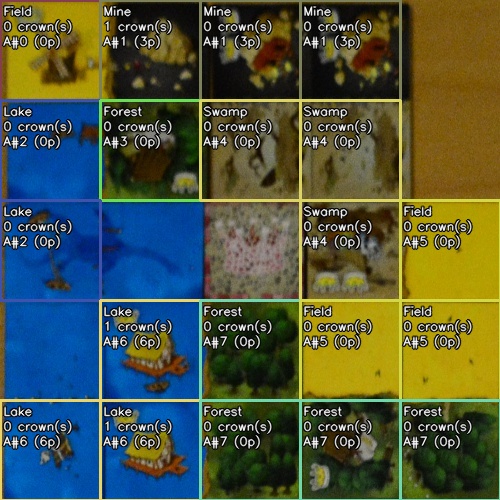 Field
0 crown(s)
A#0 (0p)
Mine
1 crown(s)
A#1 (3p)
Mine
0 crown(s)
A#1 (3p)
Mine
0 crown(s)
A#1 (3p)
Lake
0 crown(s)
A#2 (0p)
Forest
0 crown(s)
A#3 (0p)
Swamp
0 crown(s)
A#4 (0p)
Swamp
0 crown(s)
A#4 (0p)
Lake
0 crown(s)
A#2 (0p)
Swamp
0 crown(s)
A#4 (0p)
Field
0 crown(s)
A#5 (0p)
Lake
1 crown(s)
A#6 (6p)
Forest
0 crown(s)
A#7 (0p)
Field
0 crown(s)
A#5 (0p)
Field
0 crown(s)
A#5 (0p)
Lake
0 crown(s)
A#6 (6p)
Lake
1 crown(s)
A#6 (6p)
Forest
0 crown(s)
A#7 (0p)
Forest
0 crown(s)
A#7 (0p)
Forest
0 crown(s)
A#7 (0p)